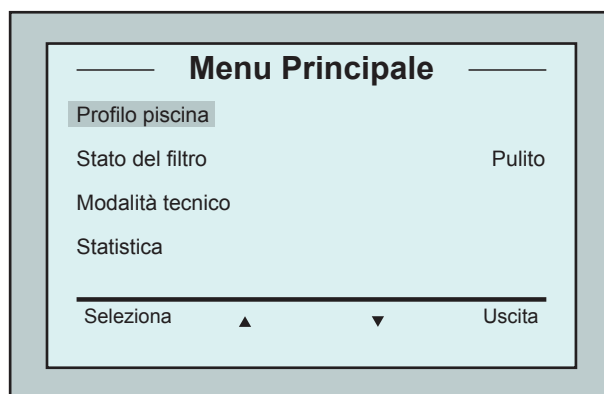 Menu Principale
Profilo piscina
Stato del filtro Pulito
Modalità tecnico
Statistica
Seleziona ▲ ▼ Uscita